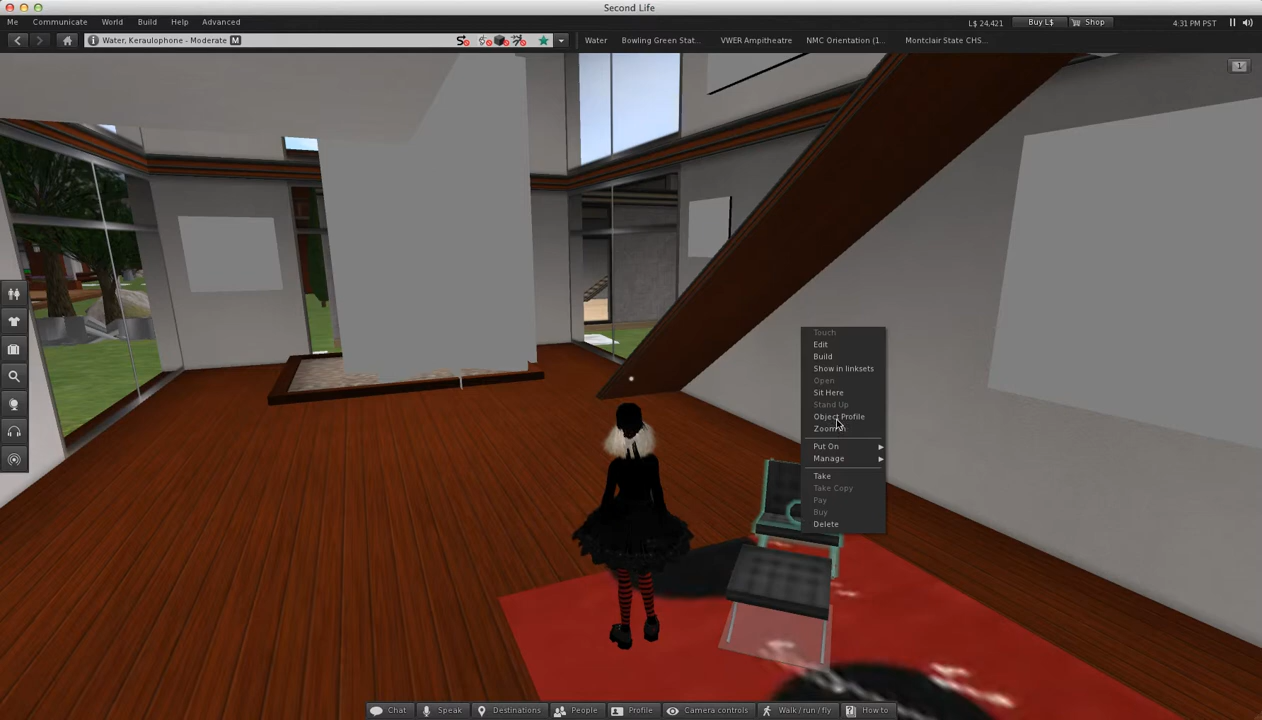 Second Life
Me Communicate World Build Help Advanced L$ 24,421 Buy L$ Shop 4:31 PM PST
Water, Keraulophone - Moderate M Water Bowling Green Stat... VWER Ampitheatre NMC Orientation (1... Montclair State CHS...
1
Touch
Edit
Build
Show in linksets
Open
Sit Here
Stand Up
Object Profile
Zoom In
Put On
Manage
Take
Take Copy
Pay
Buy
Delete
Chat Speak Destinations People Profile Camera controls Walk / run / fly How to